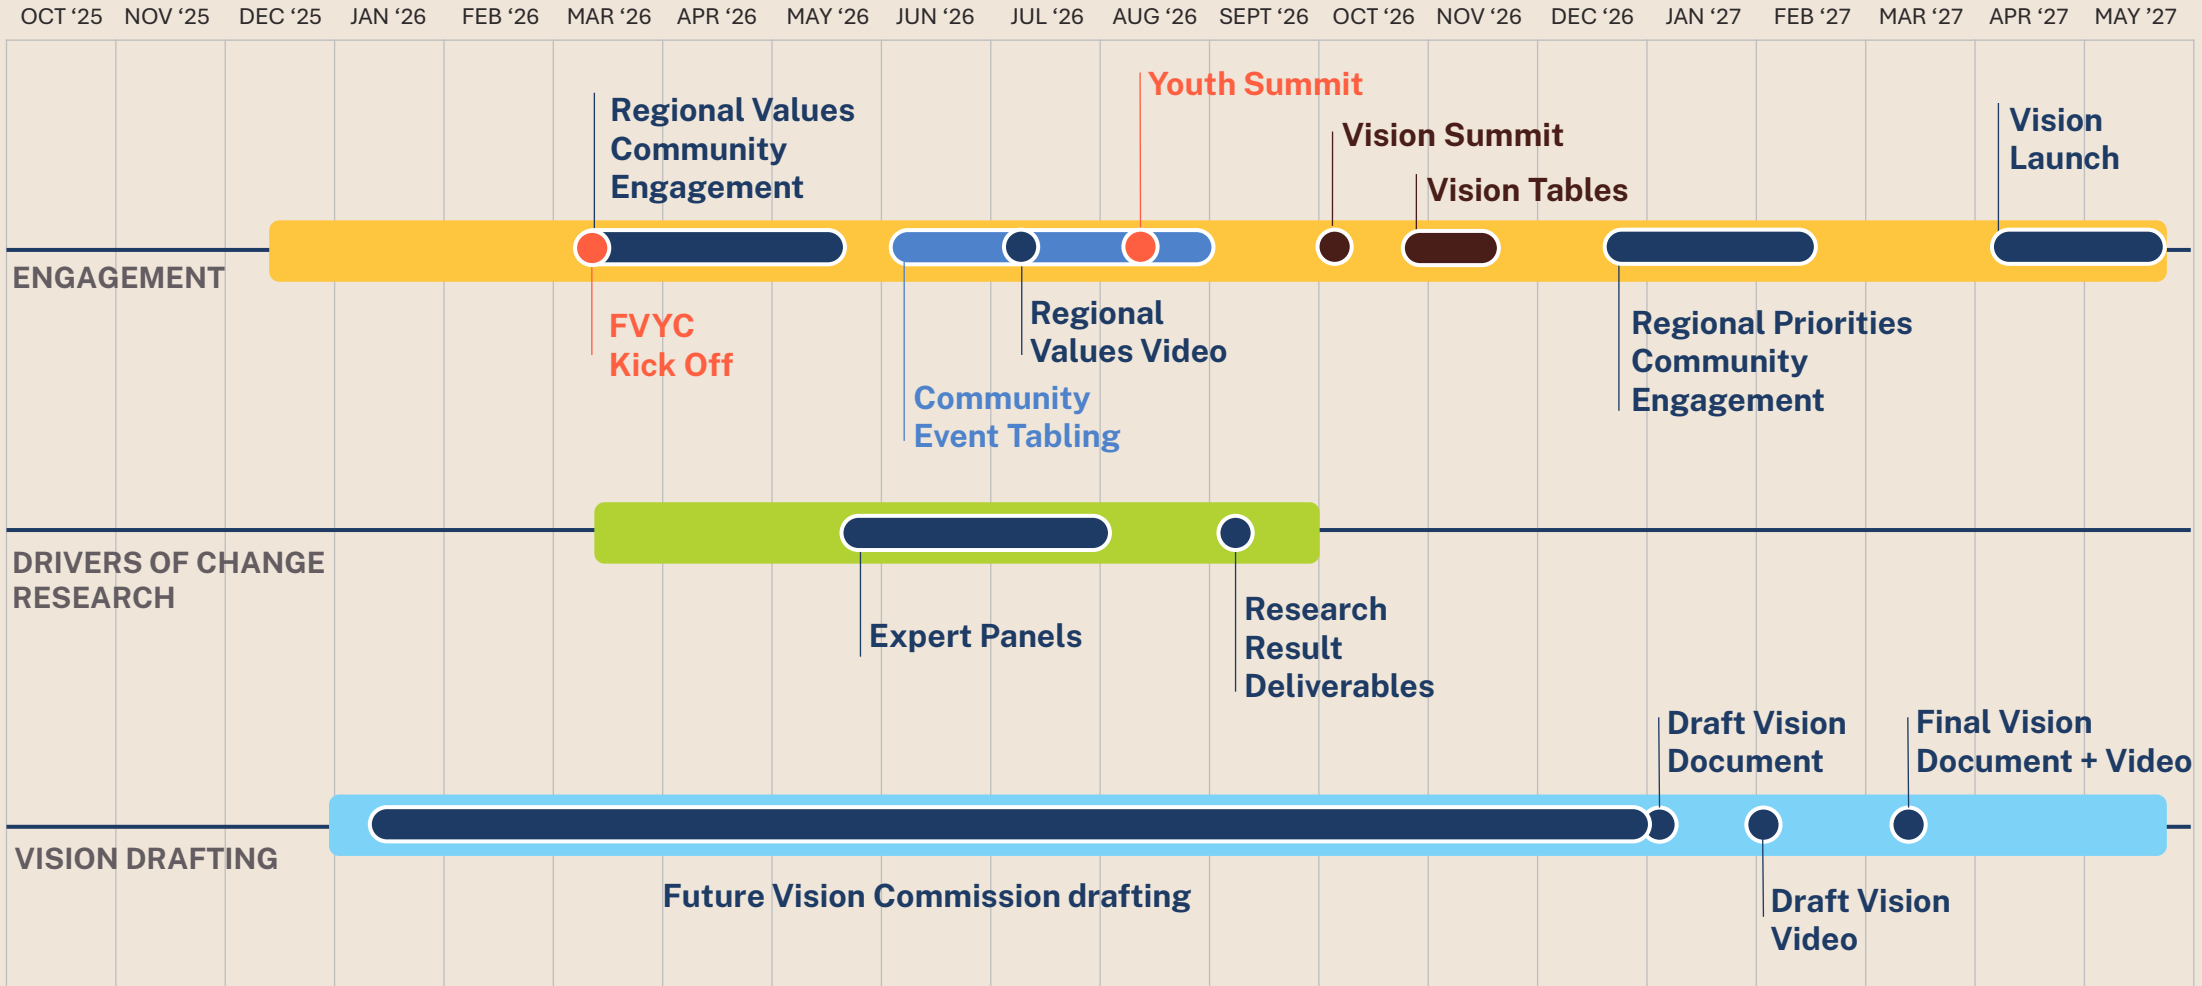 OCT ‘25 NOV ‘25 DEC ‘25 JAN ‘26 FEB ‘26 MAR ‘26 APR ‘26 MAY ‘26 JUN ‘26 JUL ‘26 AUG ‘26 SEPT ‘26 OCT ‘26 NOV ‘26 DEC ‘26 JAN ‘27 FEB ‘27 MAR ‘27 APR ‘27 MAY ‘27
Regional Values
Community
Engagement
Youth Summit
Vision Summit
Vision Tables
Vision
Launch
ENGAGEMENT
FVYC
Kick Off
Community
Event Tabling
Regional
Values Video
Regional Priorities
Community
Engagement
DRIVERS OF CHANGE
RESEARCH
Expert Panels
Research
Result
Deliverables
Draft Vision
Document
Final Vision
Document + Video
VISION DRAFTING
Future Vision Commission drafting
Draft Vision
Video